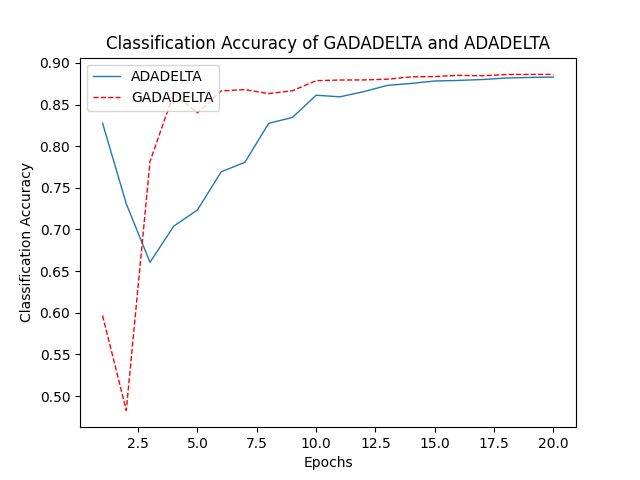 Classification Accuracy of GADADELTA and ADADELTA
ADADELTA
GADADELTA
Classification Accuracy
0.90
0.85
0.80
0.75
0.70
0.65
0.60
0.55
0.50
2.5 5.0 7.5 10.0 12.5 15.0 17.5 20.0
Epochs